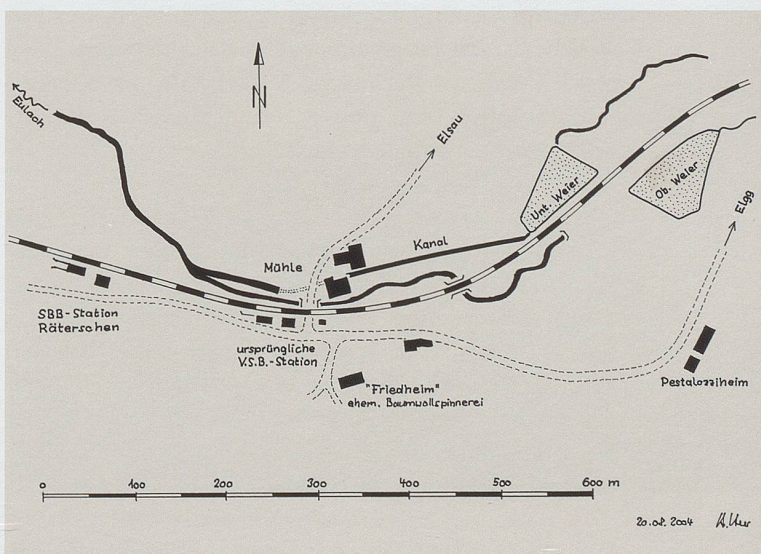 Eulach
N
Elsau
Unt. Weier
Ob. Weier
Elgg
Kanal
Mühle
SBB-Station
Räterschen
ursprüngliche
V.S.B.-Station
"Friedheim"
ehem. Baumwollspinnerei
Pestalozziheim
0 100 200 300 400 500 600 m
20.08.2004